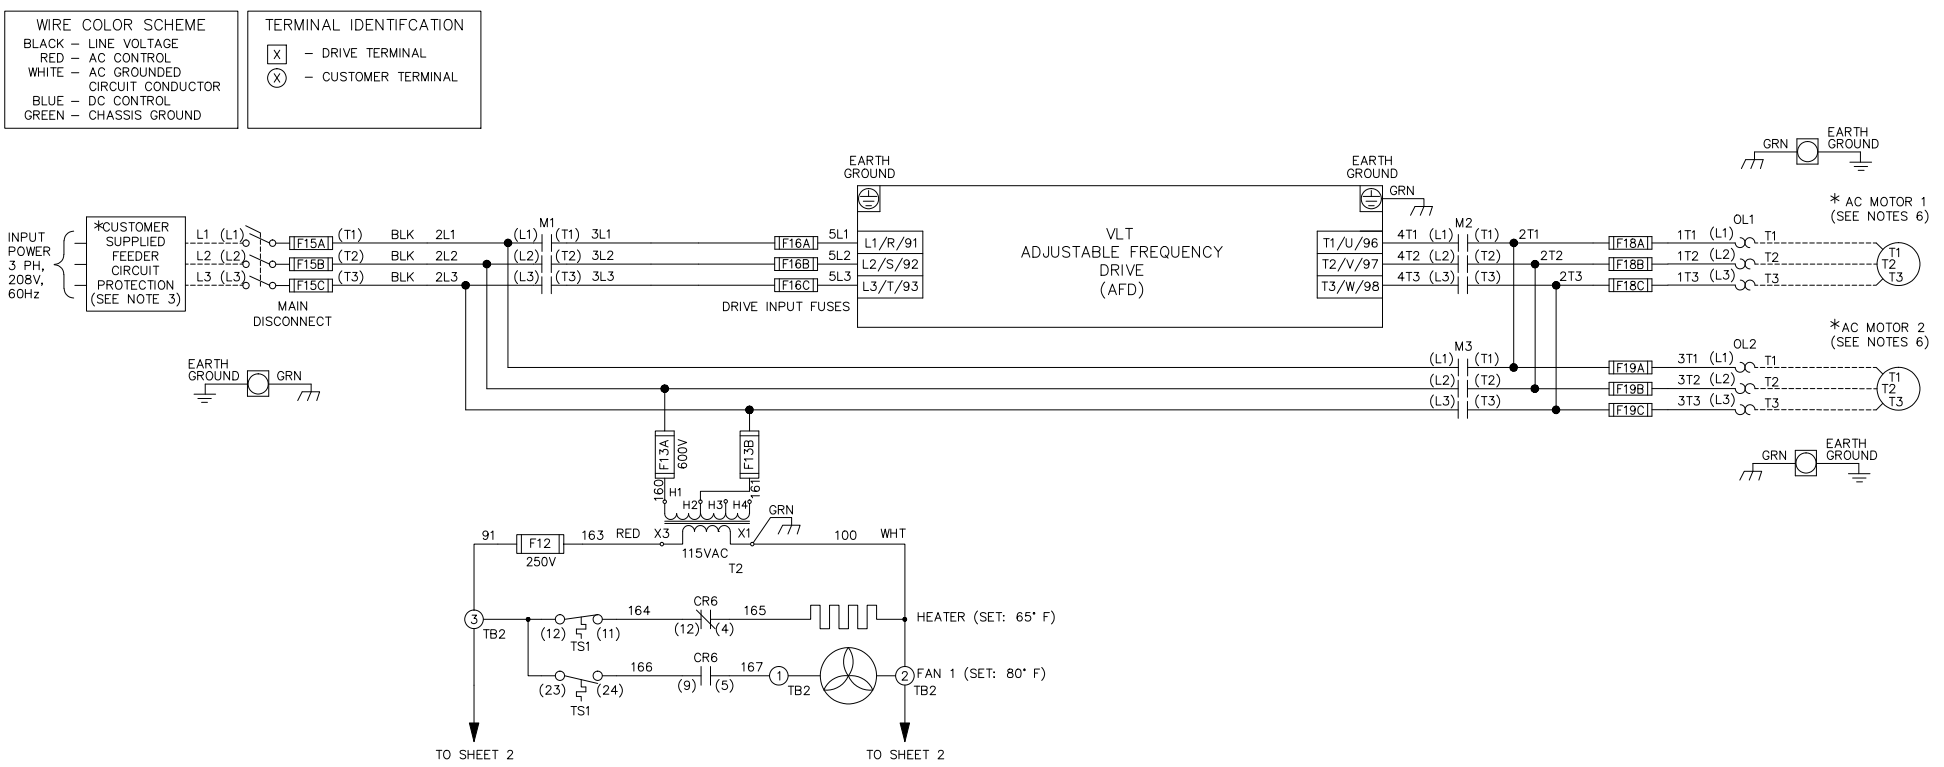 WIRE COLOR SCHEME
BLACK – LINE VOLTAGE
RED – AC CONTROL
WHITE – AC GROUNDED
CIRCUIT CONDUCTOR
BLUE – DC CONTROL
GREEN – CHASSIS GROUND
TERMINAL IDENTIFCATION
X – DRIVE TERMINAL
X – CUSTOMER TERMINAL
INPUT
POWER
3 PH,
208V,
60Hz
*CUSTOMER
SUPPLIED
FEEDER
CIRCUIT
PROTECTION
(SEE NOTE 3)
L1 (L1) F15A (T1) BLK 2L1 (L1) M1 (T1) 3L1 F16A 5L1 L1/R/91
L2 (L2) F15B (T2) BLK 2L2 (L2) (T2) 3L2 F16B 5L2 L2/S/92
L3 (L3) F15C (T3) BLK 2L3 (L3) (T3) 3L3 F16C 5L3 L3/T/93
MAIN
DISCONNECT
DRIVE INPUT FUSES
EARTH
GROUND
VLT
ADJUSTABLE FREQUENCY
DRIVE
(AFD)
EARTH
GROUND
GRN
T1/U/96 4T1 (L1) M2 (T1) 2T1 F18A 1T1 (L1) OL1 T1
T2/V/97 4T2 (L2) (T2) 2T2 F18B 1T2 (L2) T2
T3/W/98 4T3 (L3) (T3) 2T3 F18C 1T3 (L3) T3
GRN
EARTH
GROUND
* AC MOTOR 1
(SEE NOTES 6)
T1
T2
T3
*AC MOTOR 2
(SEE NOTES 6)
(L1) M3 (T1) F19A 3T1 (L1) OL2 T1
(L2) (T2) F19B 3T2 (L2) T2
(L3) (T3) F19C 3T3 (L3) T3
T1
T2
T3
GRN
EARTH
GROUND
EARTH
GROUND
GRN
F13A
600V
F13B
160
161
H1
H2 H3 H4
GRN
91 F12 163 RED X3 X1 100 WHT
250V
115VAC
T2
3
TB2
(12) (11)
TS1
164
CR6
(12) (4)
165
HEATER (SET: 65° F)
(23) (24)
TS1
166
CR6
(9) (5)
167
1
TB2
2
TB2
FAN 1 (SET: 80° F)
TO SHEET 2
TO SHEET 2